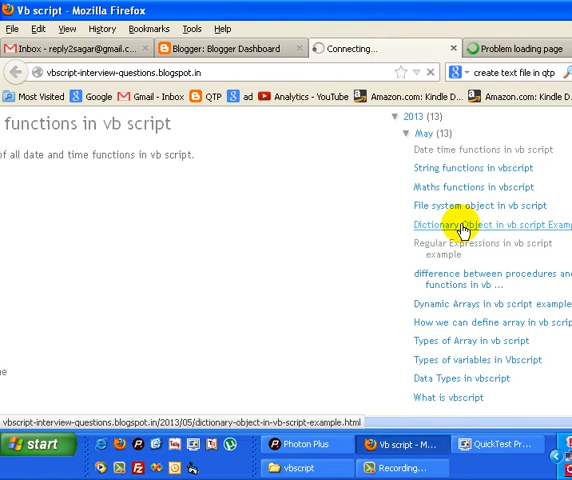 Vb script - Mozilla Firefox
File Edit View History Bookmarks Tools Help
Inbox - reply2sagar@gmail.c...
Blogger: Blogger Dashboard
Connecting...
Problem loading page
vbscript-interview-questions.blogspot.in
create text file in qtp
Most Visited Google Gmail - Inbox QTP ad Analytics - YouTube Amazon.com: Kindle D... Amazon.com: Kindle D...
functions in vb script
of all date and time functions in vb script.
2013 (13)
May (13)
Date time functions in vb script
String functions in vbscript
Maths functions in vbscript
File system object in vb script
Dictionary Object in vb script Exam
Regular Expressions in vb script
example
difference between procedures and
functions in vb ...
Dynamic Arrays in vb script example
How we can define array in vb scrip
Types of Array in vb script
Types of variables in Vbscript
Data Types in vbscript
What is vbscript
ne
vbscript-interview-questions.blogspot.in/2013/05/dictionary-object-in-vb-script-example.html
start
Photon Plus
Vb script - M...
QuickTest Pr...
vbscript
Recording...